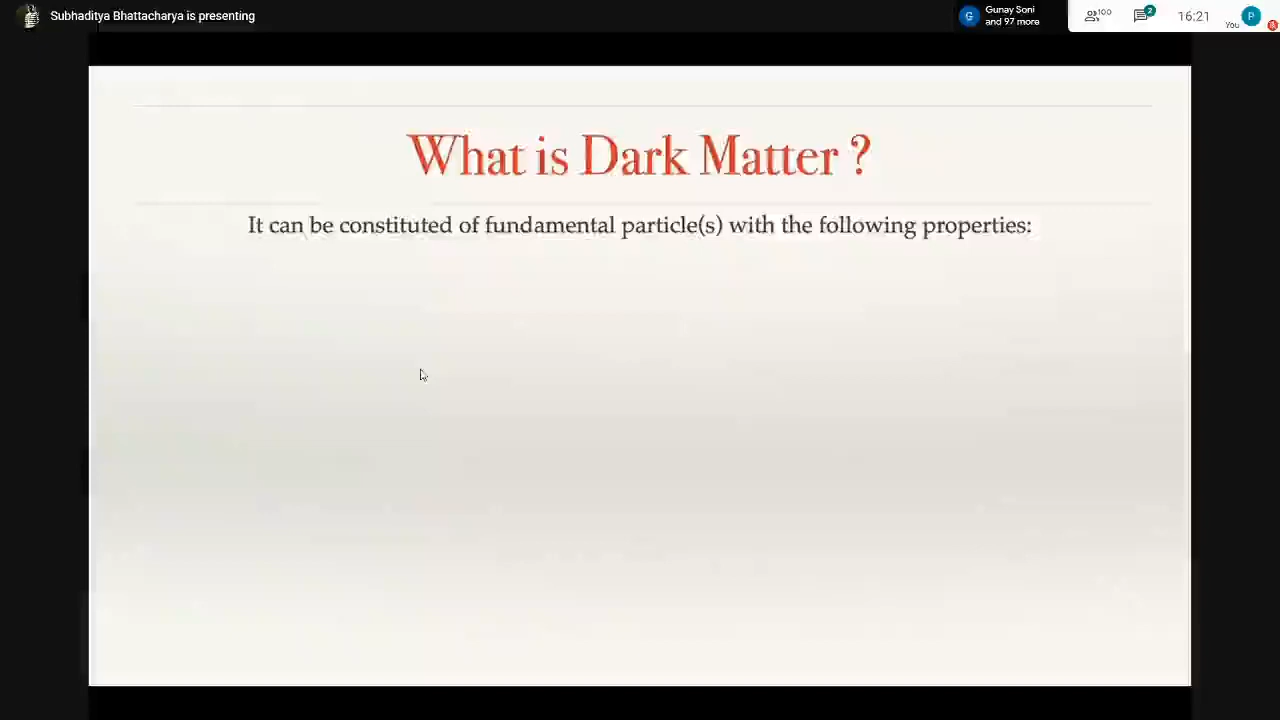 Subhaditya Bhattacharya is presenting
G
Gunay Soni
and 97 more
100
2
16:21
You
P
What is Dark Matter ?
It can be constituted of fundamental particle(s) with the following properties: